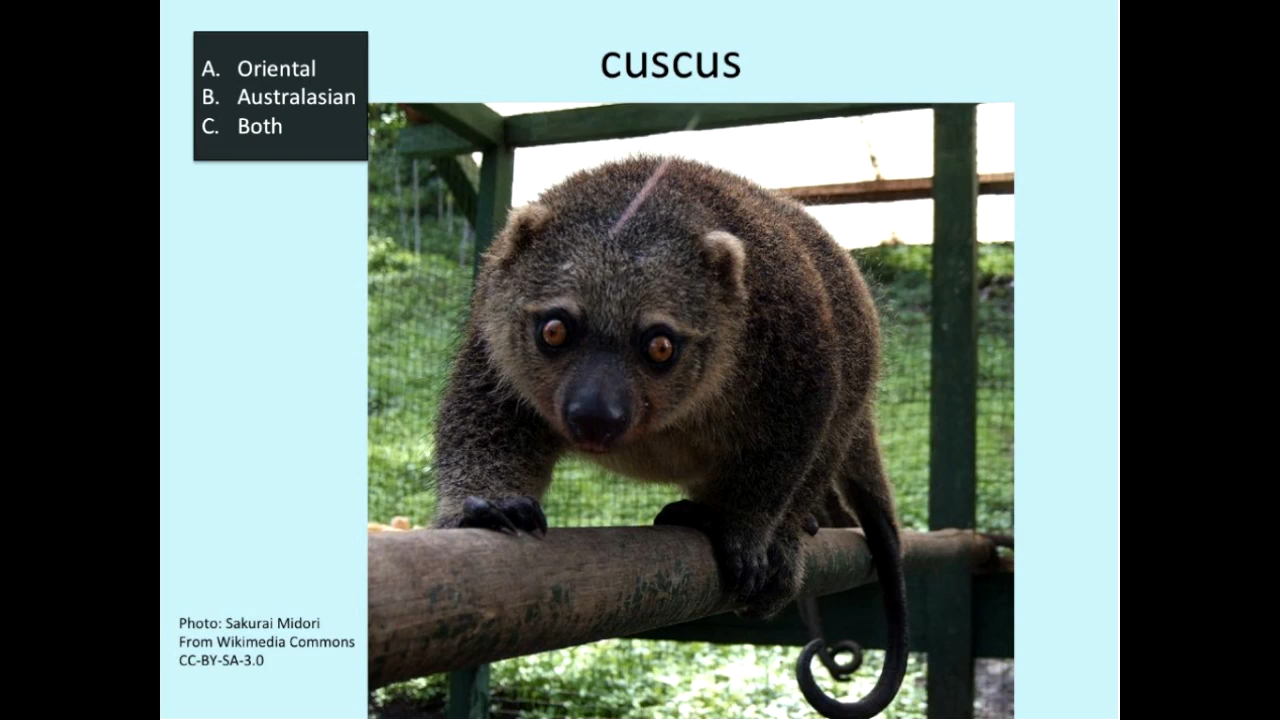 cuscus
A. Oriental
B. Australasian
C. Both
Photo: Sakurai Midori
From Wikimedia Commons
CC-BY-SA-3.0